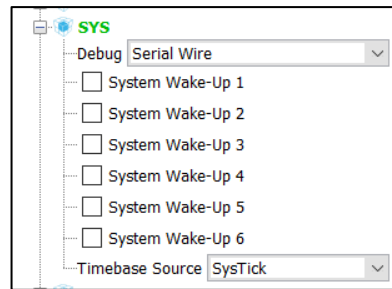 SYS
Debug Serial Wire
System Wake-Up 1
System Wake-Up 2
System Wake-Up 3
System Wake-Up 4
System Wake-Up 5
System Wake-Up 6
Timebase Source SysTick